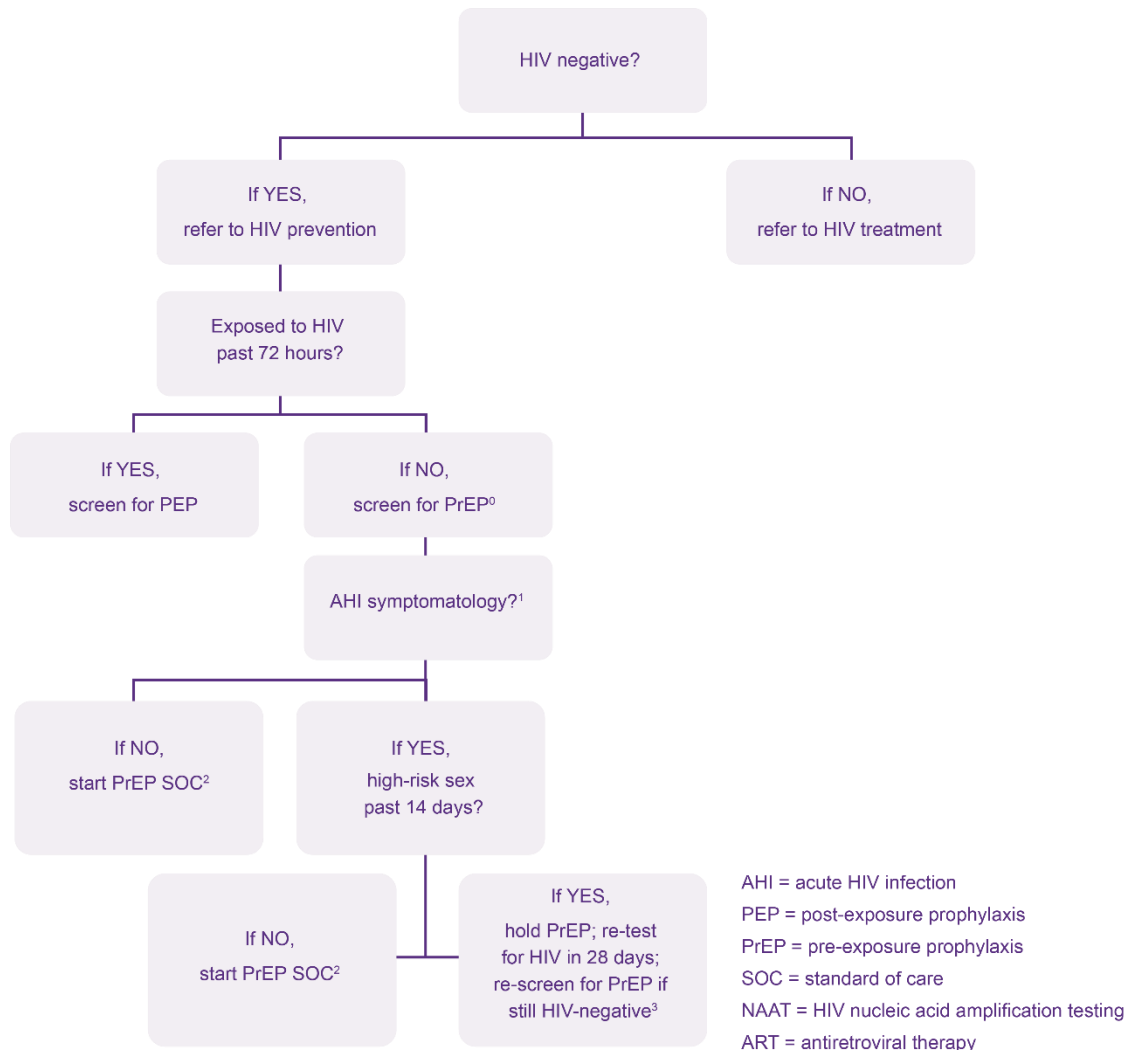 HIV negative?
If YES,
refer to HIV prevention
If NO,
refer to HIV treatment
Exposed to HIV
past 72 hours?
If YES,
screen for PEP
If NO,
screen for PrEP⁰
AHI symptomatology?¹
If NO,
start PrEP SOC²
If YES,
high-risk sex
past 14 days?
If NO,
start PrEP SOC²
If YES,
hold PrEP; re-test
for HIV in 28 days;
re-screen for PrEP if
still HIV-negative³
AHI = acute HIV infection
PEP = post-exposure prophylaxis
PrEP = pre-exposure prophylaxis
SOC = standard of care
NAAT = HIV nucleic acid amplification testing
ART = antiretroviral therapy